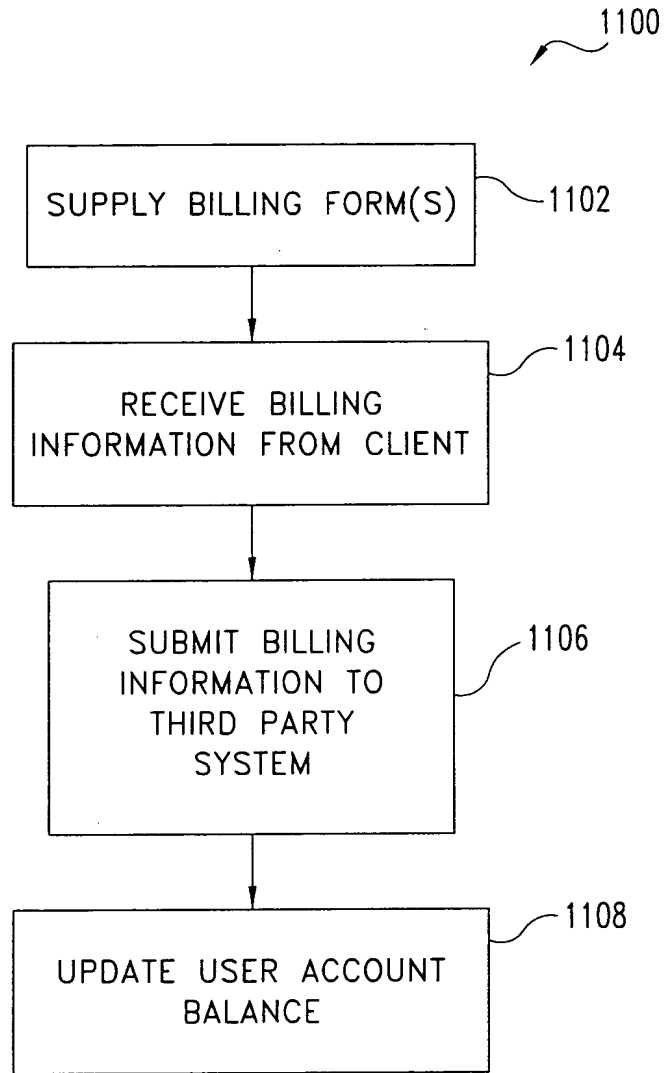 1100
SUPPLY BILLING FORM(S)
1102
RECEIVE BILLING
INFORMATION FROM CLIENT
1104
SUBMIT BILLING
INFORMATION TO
THIRD PARTY
SYSTEM
1106
UPDATE USER ACCOUNT
BALANCE
1108